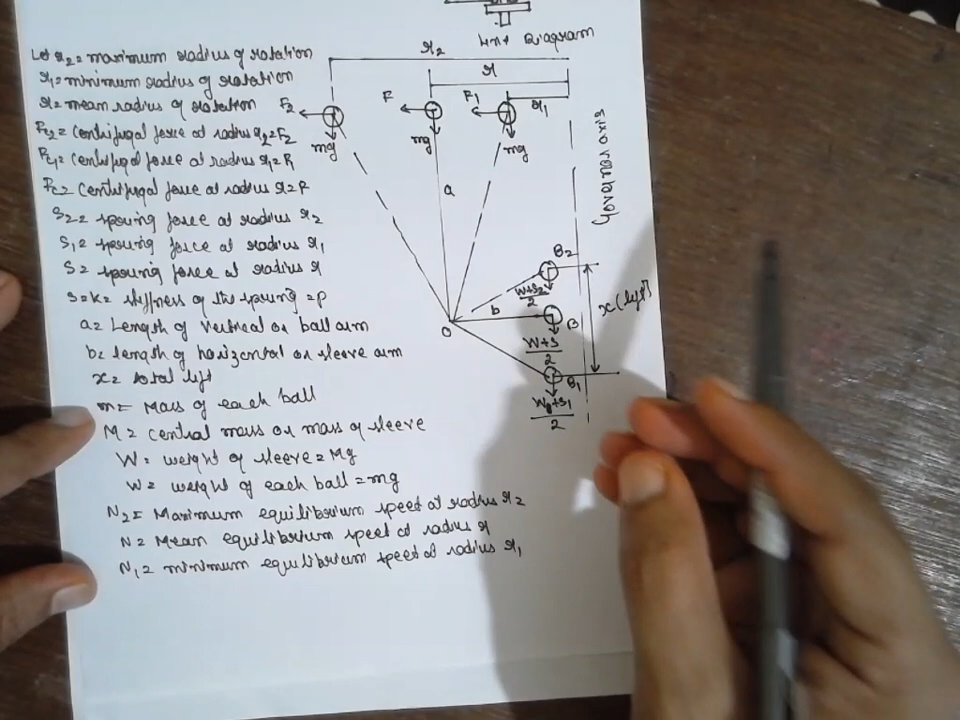 Line Diagram
Let r2 = maximum radius of rotation
r1 = minimum radius of rotation
r = mean radius of rotation
Fc2 = centrifugal force at radius r2 = F2
Fc1 = centrifugal force at radius r1 = F1
Fc = centrifugal force at radius r = F
S2 = spring force at radius r2
S1 = spring force at radius r1
S = spring force at radius r
s = k = stiffness of the spring = p
a = Length of vertical or ball arm
b = length of horizontal or sleeve arm
x = total lift
m = Mass of each ball
M = central mass or mass of sleeve
W = weight of sleeve = Mg
W = weight of each ball = mg
N2 = Maximum equilibrium speed at radius r2
N = Mean equilibrium speed at radius r
N1 = minimum equilibrium speed at radius r1
r2
r
r1
F2
F
F1
mg
mg
mg
a
governor axis
B2
W+S2
2
b
O
B
W+S
2
x (lift)
B1
W+S1
2